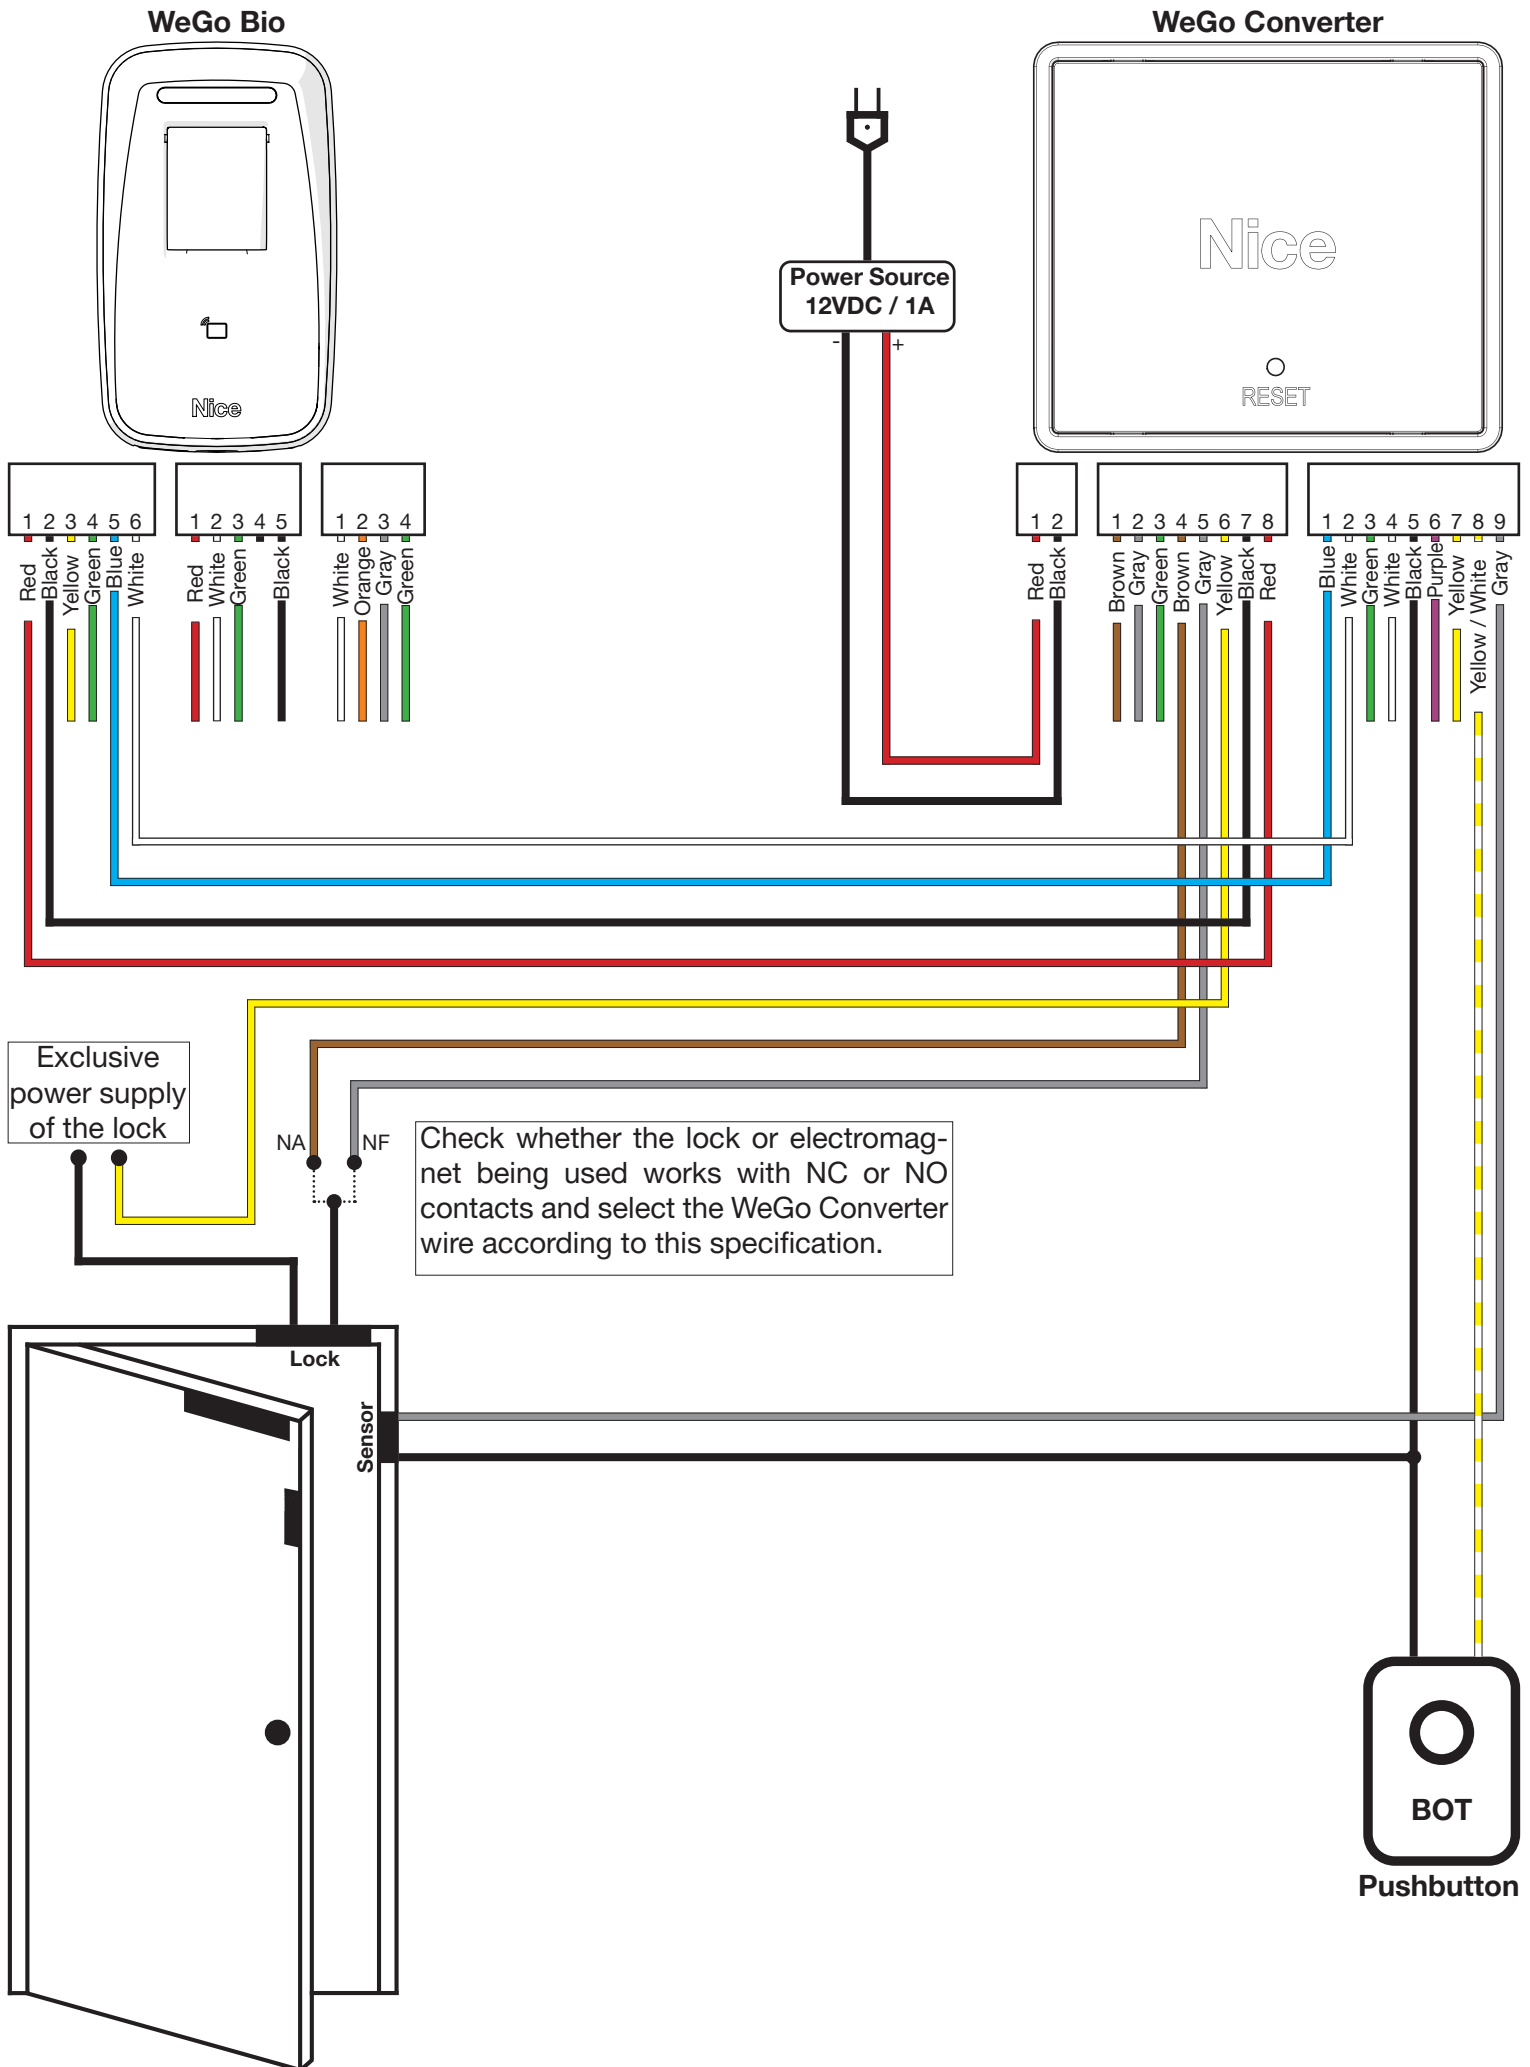 WeGo Bio
WeGo Converter
Nice
Power Source
12VDC / 1A
- +
Nice
RESET
1 2 3 4 5 6
Red Black Yellow Green Blue White
1 2 3 4 5
Red White Green Black
1 2 3 4
White Orange Gray Green
1 2
Red Black
1 2 3 4 5 6 7 8
Brown Gray Green Brown Gray Yellow Black Red
1 2 3 4 5 6 7 8 9
Blue White Green White Black Purple Yellow Yellow / White Gray
Exclusive
power supply
of the lock
NA NF
Check whether the lock or electromag-
net being used works with NC or NO
contacts and select the WeGo Converter
wire according to this specification.
Lock
Sensor
BOT
Pushbutton